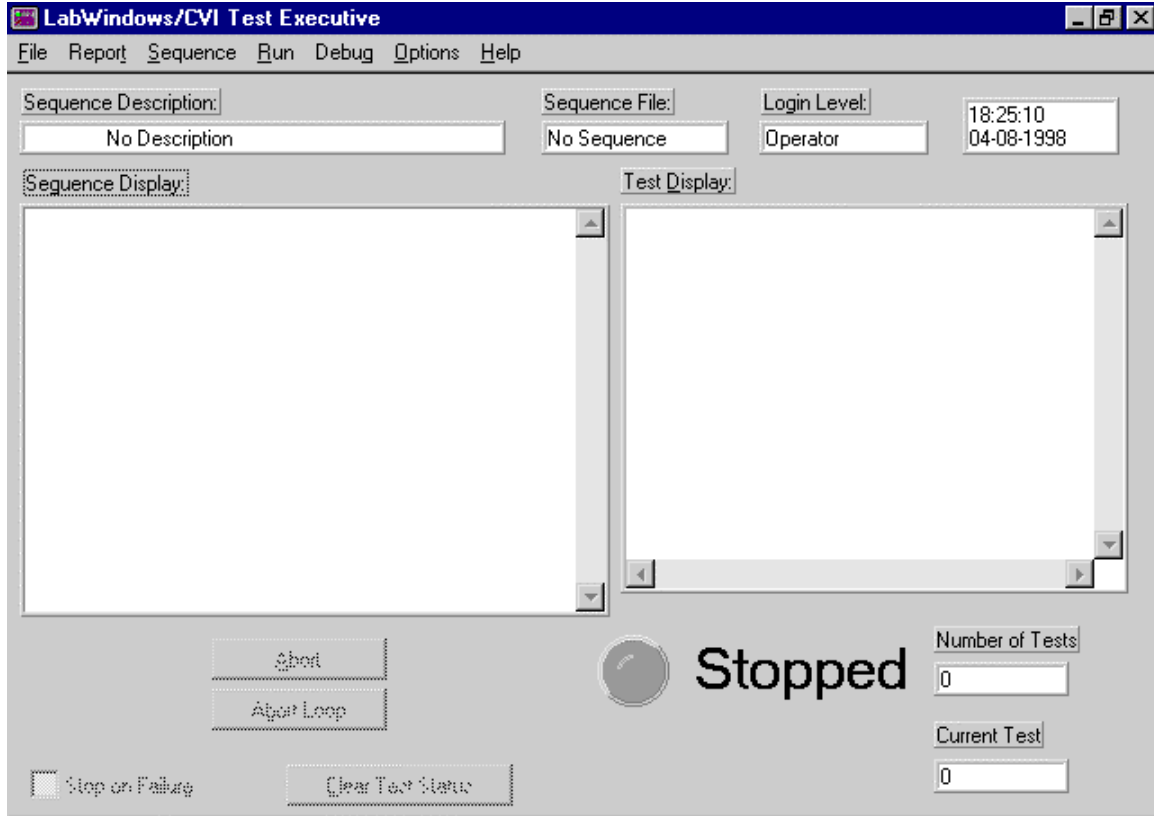 LabWindows/CVI Test Executive
File Report Sequence Run Debug Options Help
Sequence Description:
No Description
Sequence File:
No Sequence
Login Level:
Operator
18:25:10
04-08-1998
Sequence Display:
Test Display:
Abort
Abort Loop
Stop on Failure
Clear Test Status
Stopped
Number of Tests
0
Current Test
0